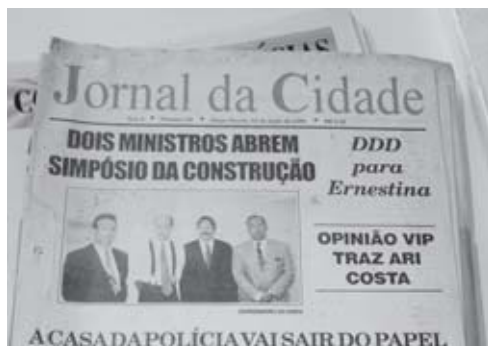 Jornal da Cidade
DOIS MINISTROS ABREM
SIMPÓSIO DA CONSTRUÇÃO
DDD
para
Ernestina
OPINIÃO VIP
TRAZ ARI
COSTA
A CASA DA POLÍCIA VAI SAIR DO PAPEL